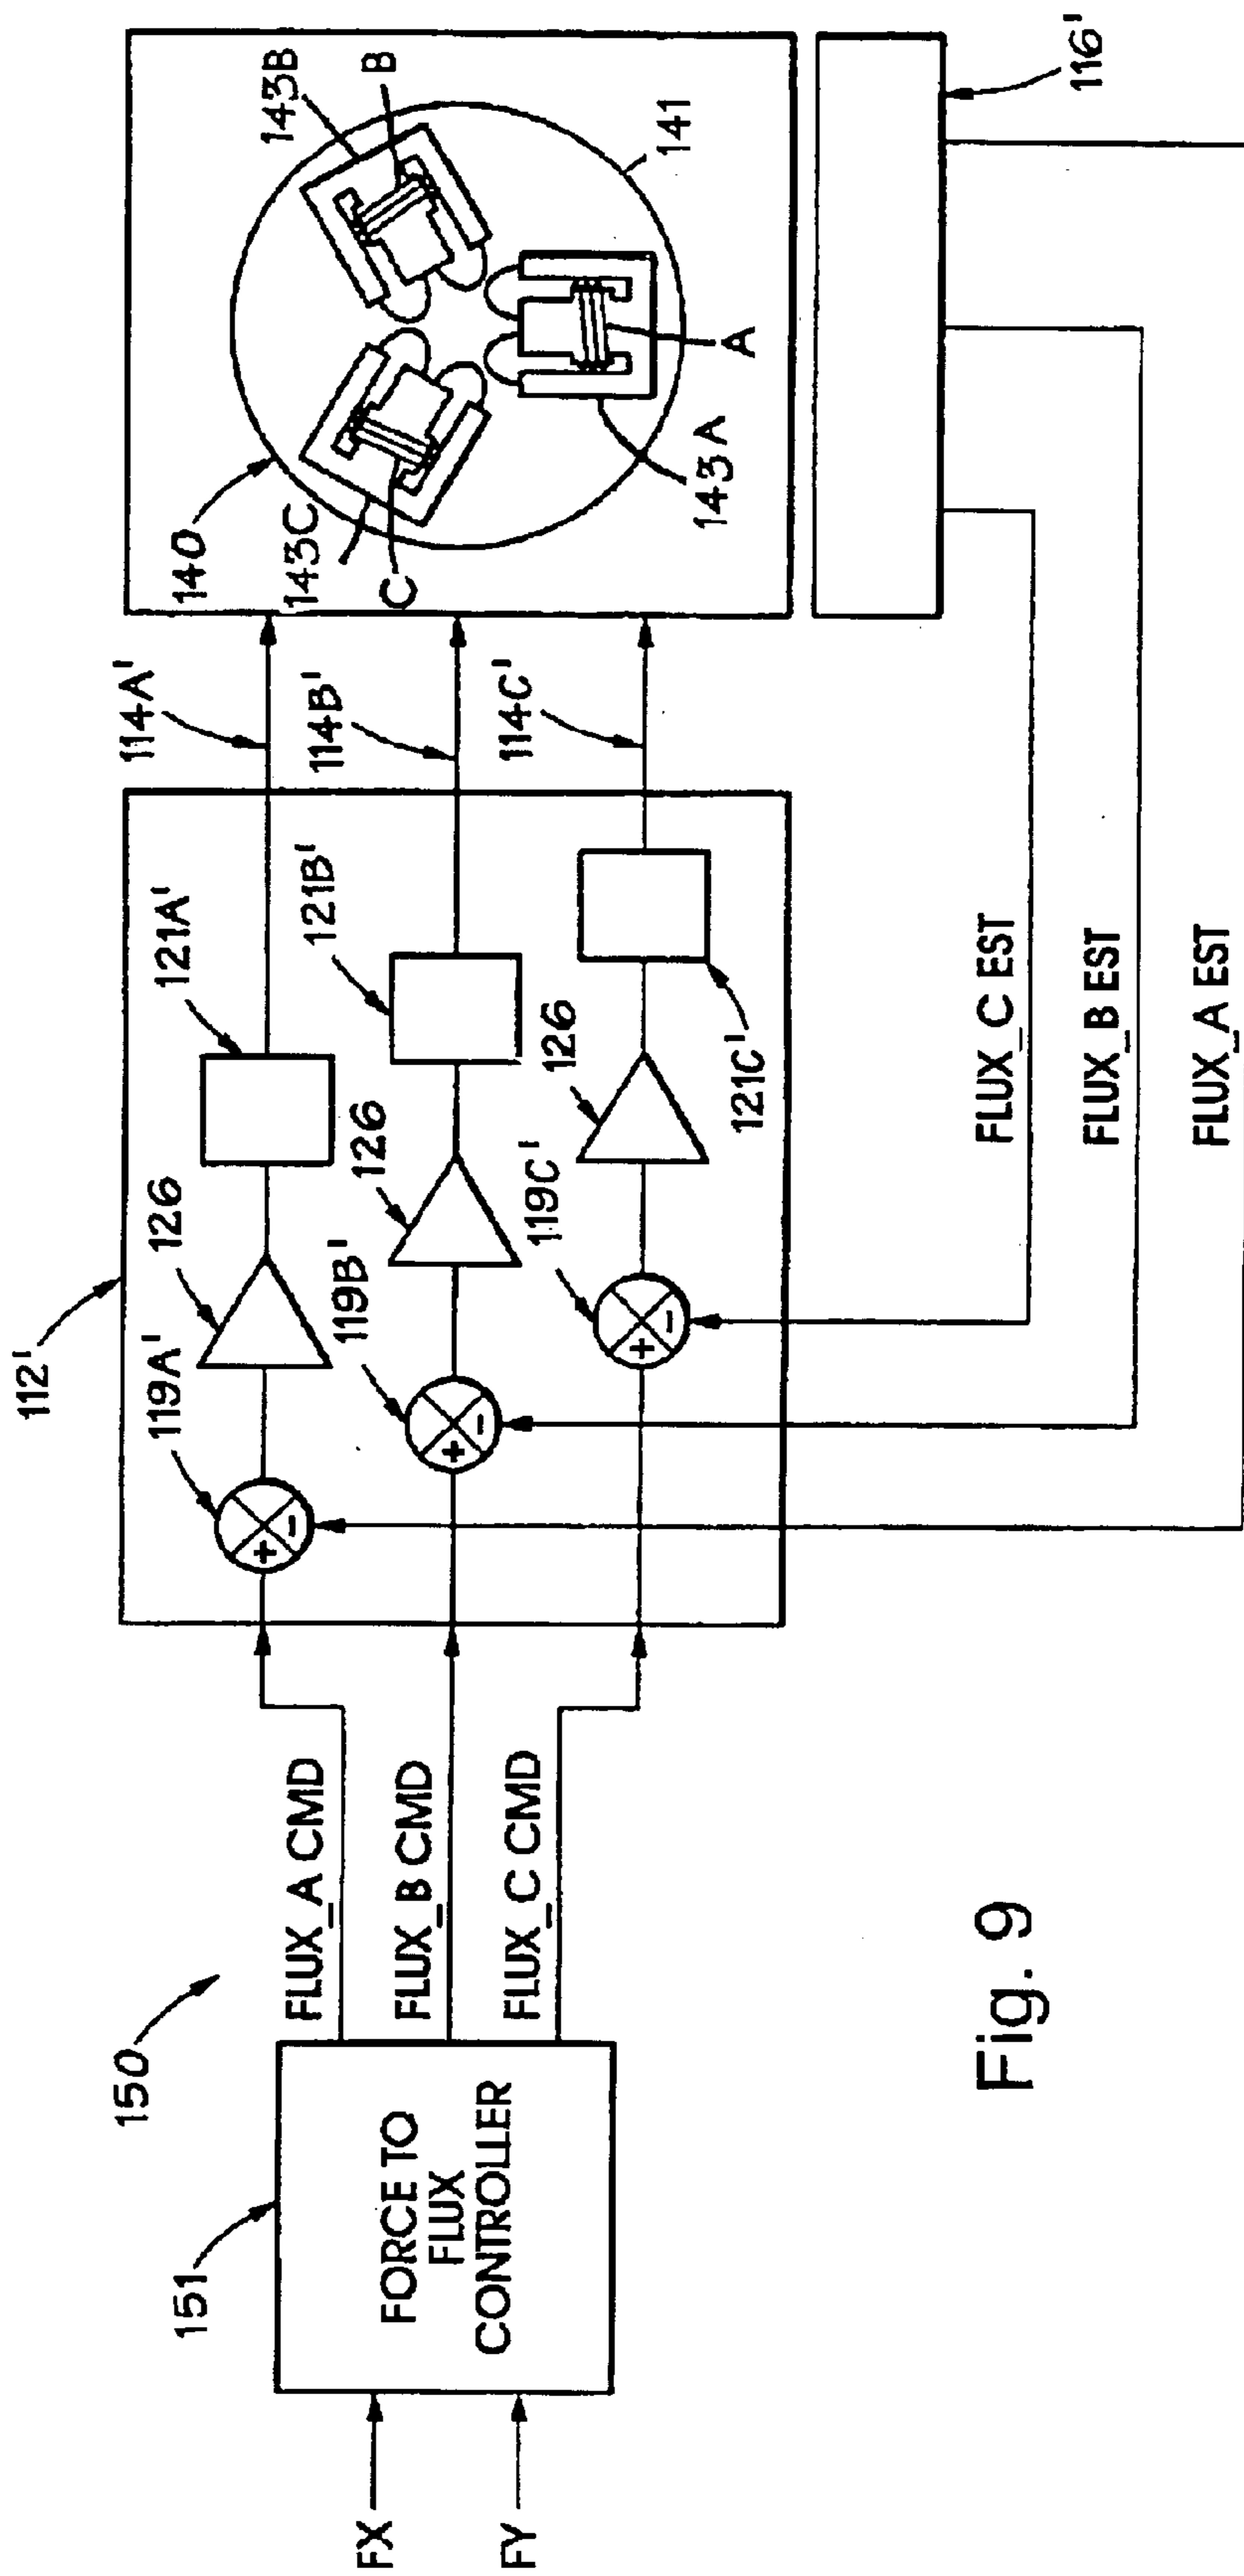 112'
119A'
126
121A'
114A'
140
143C
C
143B
B
141
A
143A
119B'
126
121B'
114B'
119C'
126
121C'
114C'
116'
150
151
FX
FY
FORCE TO
FLUX
CONTROLLER
FLUX_A CMD
FLUX_B CMD
FLUX_C CMD
+
-
+
-
+
-
FLUX_C EST
FLUX_B EST
FLUX_A EST
Fig. 9